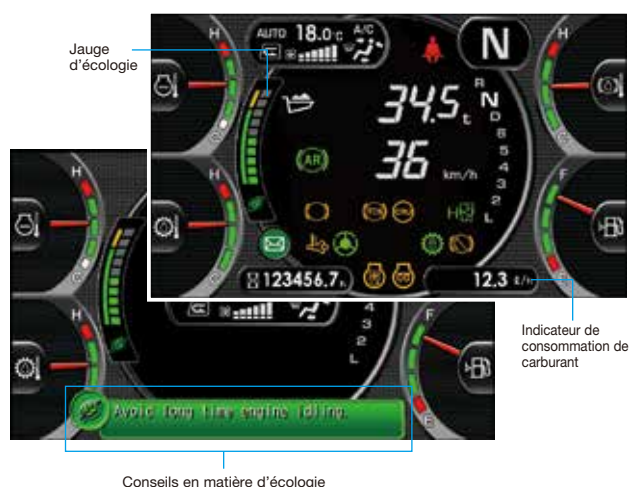 Jauge
d'écologie
AUTO 18.0°C A/C
N
H
H
34.5 t
36 km/h
R
N
D
6
5
4
3
2
L
AR
H
H
F
E
123456.7 h
12.3 ℓ/h
4
3
2
L
F
E
Avoid long time engine idling.
Indicateur de
consommation de
carburant
Conseils en matière d'écologie